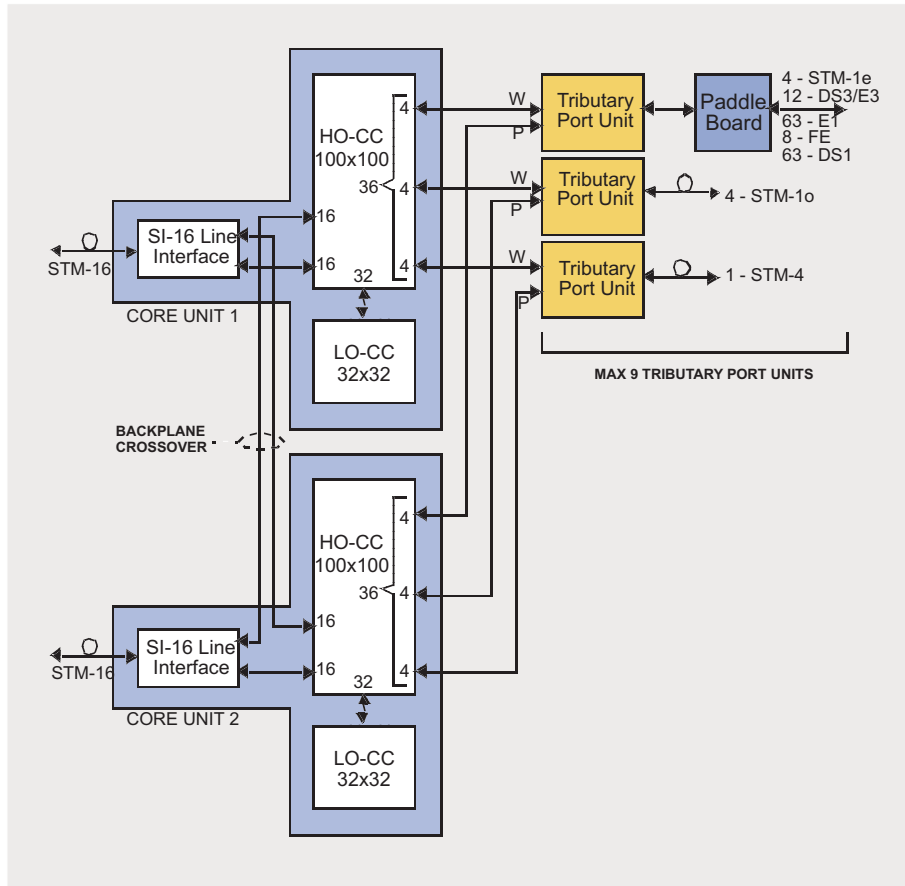 4 - STM-1e
12 - DS3/E3
63 - E1
8 - FE
63 - DS1
HO-CC
100x100
4
36
4
16
16
32
4
W
P
Tributary
Port Unit
Paddle
Board
W
P
Tributary
Port Unit
4 - STM-1o
W
P
Tributary
Port Unit
1 - STM-4
SI-16 Line
Interface
STM-16
CORE UNIT 1
LO-CC
32x32
MAX 9 TRIBUTARY PORT UNITS
BACKPLANE
CROSSOVER
HO-CC
100x100
4
36
4
16
16
32
4
SI-16 Line
Interface
STM-16
CORE UNIT 2
LO-CC
32x32